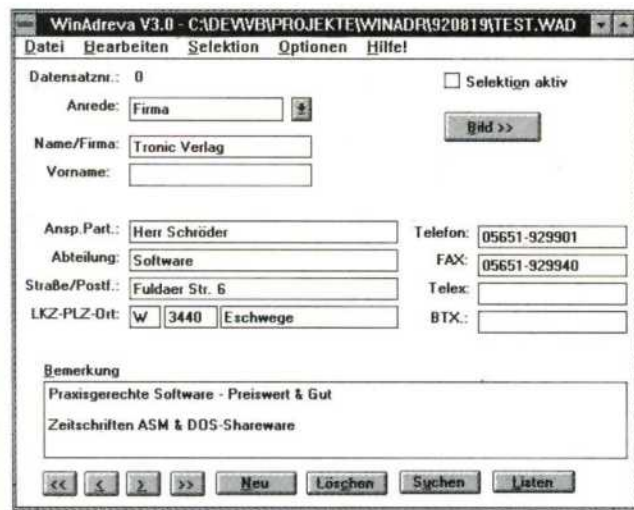 WinAdreva V3.0 - C:\DEV\VB\PROJEKTE\WINADR\920819\TEST.WAD
Datei Bearbeiten Selektion Optionen Hilfe!
Datensatznr.: 0
Selektion aktiv
Anrede: Firma
Bild >>
Name/Firma: Tronic Verlag
Vorname:
Ansp.Part.: Herr Schröder Telefon: 05651-929901
Abteilung: Software FAX: 05651-929940
Straße/Postf.: Fuldaer Str. 6 Telex:
LKZ-PLZ-Ort: W 3440 Eschwege BTX.:
Bemerkung
Praxisgerechte Software - Preiswert & Gut
Zeitschriften ASM & DOS-Shareware
<< < > >> Neu Löschen Suchen Listen